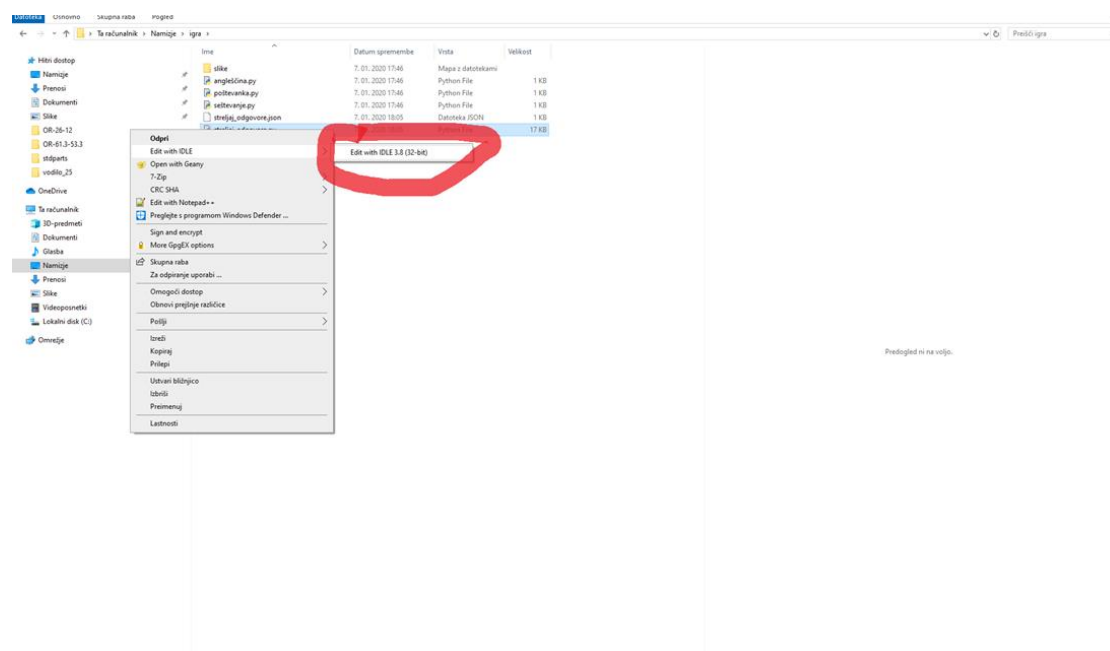 Datoteka Osnovno Skupna raba Pogled
Ta računalnik › Namizje › igra ›
Prešči igra
Ime Datum spremembe Vrsta Velikost
Hitri dostop
Namizje
Prenosi
Dokumenti
Slike
OR-26-12
OR-61.3-53.3
stdparts
vodilo_25
OneDrive
Ta računalnik
3D-predmeti
Dokumenti
Glasba
Namizje
Prenosi
Slike
Videoposnetki
Lokalni disk (C:)
Omrežje
slike 7. 01. 2020 17:46 Mapa z datotekami
angleščina.py 7. 01. 2020 17:46 Python File 1 KB
poštevanka.py 7. 01. 2020 17:46 Python File 1 KB
seštevanje.py 7. 01. 2020 17:46 Python File 1 KB
streljaj_odgovore.json 7. 01. 2020 18:05 Datoteka JSON 1 KB
17 KB
Odpri
Edit with IDLE
Edit with IDLE 3.8 (32-bit)
Open with Geany
7-Zip
CRC SHA
Edit with Notepad++
Preglejte s programom Windows Defender ...
Sign and encrypt
More GpgEX options
Skupna raba
Za odpiranje uporabi ...
Omogoči dostop
Obnovi prejšnje različice
Pošlji
Izreži
Kopiraj
Prilepi
Ustvari bližnjico
Izbriši
Preimenuj
Lastnosti
Predogled ni na voljo.